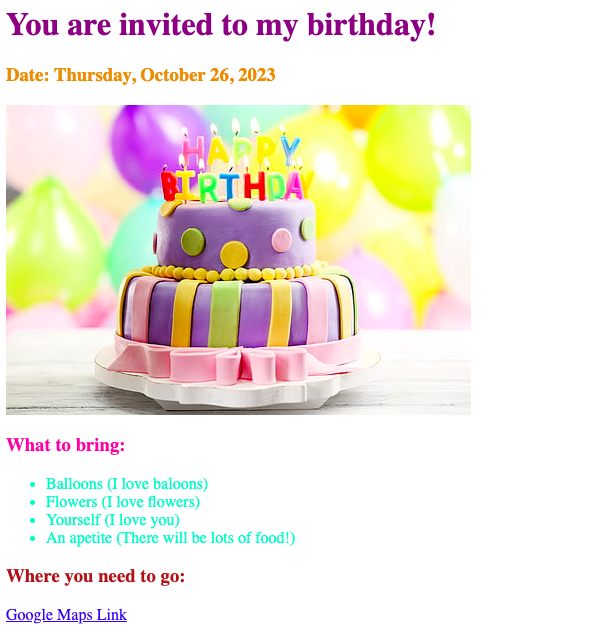 You are invited to my birthday!
Date: Thursday, October 26, 2023
HAPPY
BIRTHDAY
What to bring:
Balloons (I love baloons)
Flowers (I love flowers)
Yourself (I love you)
An apetite (There will be lots of food!)
Where you need to go:
Google Maps Link